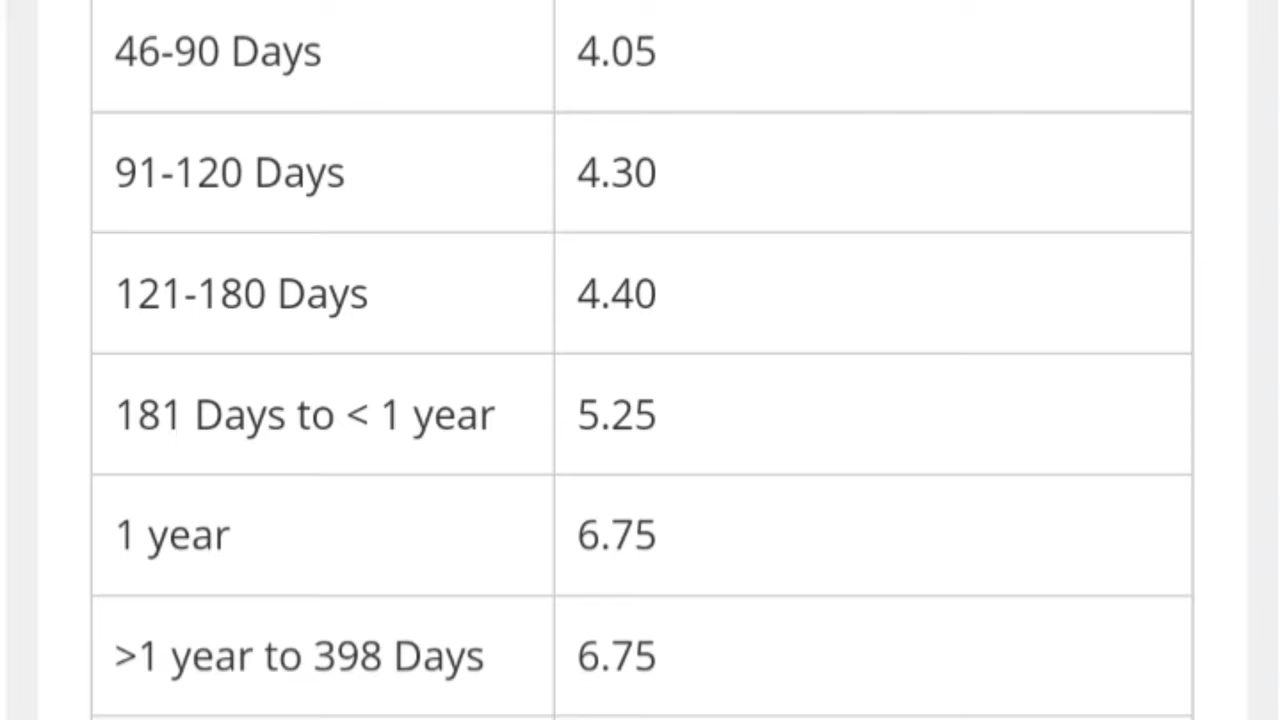 46-90 Days 4.05
91-120 Days 4.30
121-180 Days 4.40
181 Days to < 1 year 5.25
1 year 6.75
>1 year to 398 Days 6.75